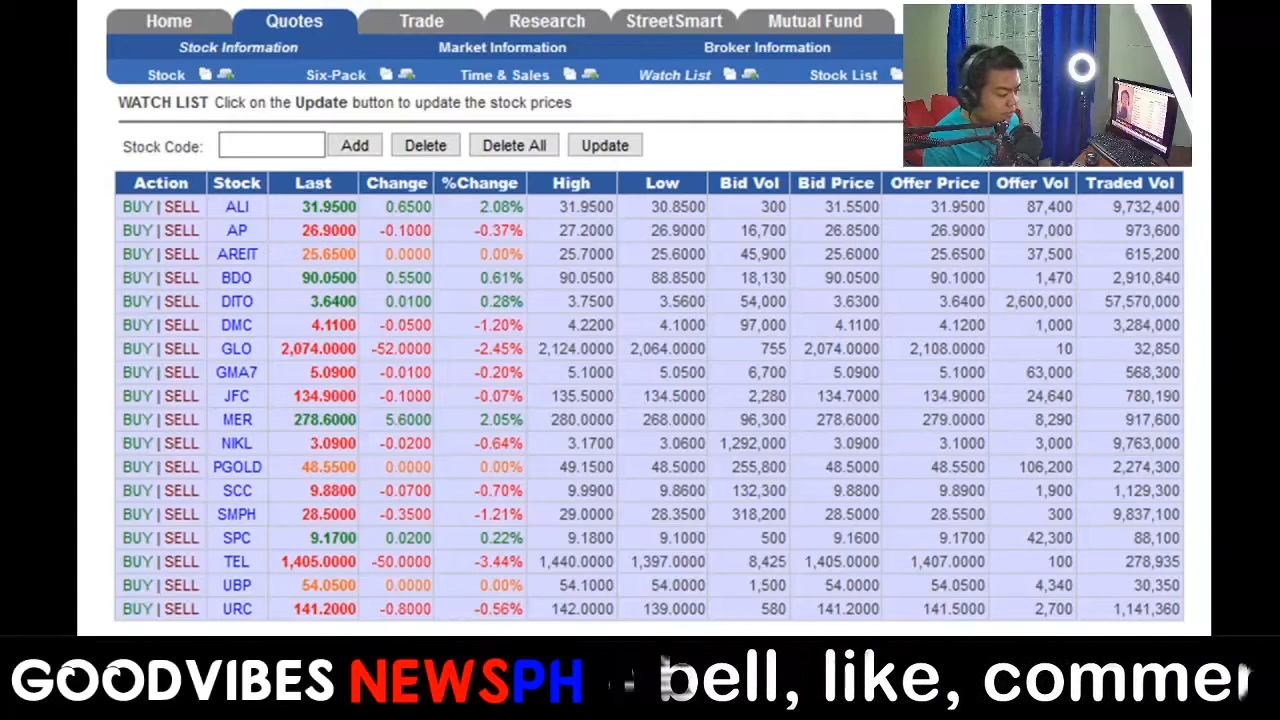 Home Quotes Trade Research StreetSmart Mutual Fund
Stock Information Market Information Broker Information
Stock Six-Pack Time & Sales Watch List Stock List
WATCH LIST Click on the Update button to update the stock prices
Stock Code: Add Delete Delete All Update
Action Stock Last Change %Change High Low Bid Vol Bid Price Offer Price Offer Vol Traded Vol
BUY | SELL ALI 31.9500 0.6500 2.08% 31.9500 30.8500 300 31.5500 31.9500 87,400 9,732,400
BUY | SELL AP 26.9000 -0.1000 -0.37% 27.2000 26.9000 16,700 26.8500 26.9000 37,000 973,600
BUY | SELL AREIT 25.6500 0.0000 0.00% 25.7000 25.6000 45,900 25.6000 25.6500 37,500 615,200
BUY | SELL BDO 90.0500 0.5500 0.61% 90.0500 88.8500 18,130 90.0500 90.1000 1,470 2,910,840
BUY | SELL DITO 3.6400 0.0100 0.28% 3.7500 3.5600 54,000 3.6300 3.6400 2,600,000 57,570,000
BUY | SELL DMC 4.1100 -0.0500 -1.20% 4.2200 4.1000 97,000 4.1100 4.1200 1,000 3,284,000
BUY | SELL GLO 2,074.0000 -52.0000 -2.45% 2,124.0000 2,064.0000 755 2,074.0000 2,108.0000 10 32,850
BUY | SELL GMA7 5.0900 -0.0100 -0.20% 5.1000 5.0500 6,700 5.0900 5.1000 63,000 568,300
BUY | SELL JFC 134.9000 -0.1000 -0.07% 135.5000 134.5000 2,280 134.7000 134.9000 24,640 780,190
BUY | SELL MER 278.6000 5.6000 2.05% 280.0000 268.0000 96,300 278.6000 279.0000 8,290 917,600
BUY | SELL NIKL 3.0900 -0.0200 -0.64% 3.1700 3.0600 1,292,000 3.0900 3.1000 3,000 9,763,000
BUY | SELL PGOLD 48.5500 0.0000 0.00% 49.1500 48.5000 255,800 48.5000 48.5500 106,200 2,274,300
BUY | SELL SCC 9.8800 -0.0700 -0.70% 9.9900 9.8600 132,300 9.8800 9.8900 1,900 1,129,300
BUY | SELL SMPH 28.5000 -0.3500 -1.21% 29.0000 28.3500 318,200 28.5000 28.5500 300 9,837,100
BUY | SELL SPC 9.1700 0.0200 0.22% 9.1800 9.1000 500 9.1600 9.1700 42,300 88,100
BUY | SELL TEL 1,405.0000 -50.0000 -3.44% 1,440.0000 1,397.0000 8,425 1,405.0000 1,407.0000 100 278,935
BUY | SELL UBP 54.0500 0.0000 0.00% 54.1000 54.0000 1,500 54.0000 54.0500 4,340 30,350
BUY | SELL URC 141.2000 -0.8000 -0.56% 142.0000 139.0000 580 141.2000 141.5000 2,700 1,141,360
GOODVIBES NEWSPH - bell, like, commer